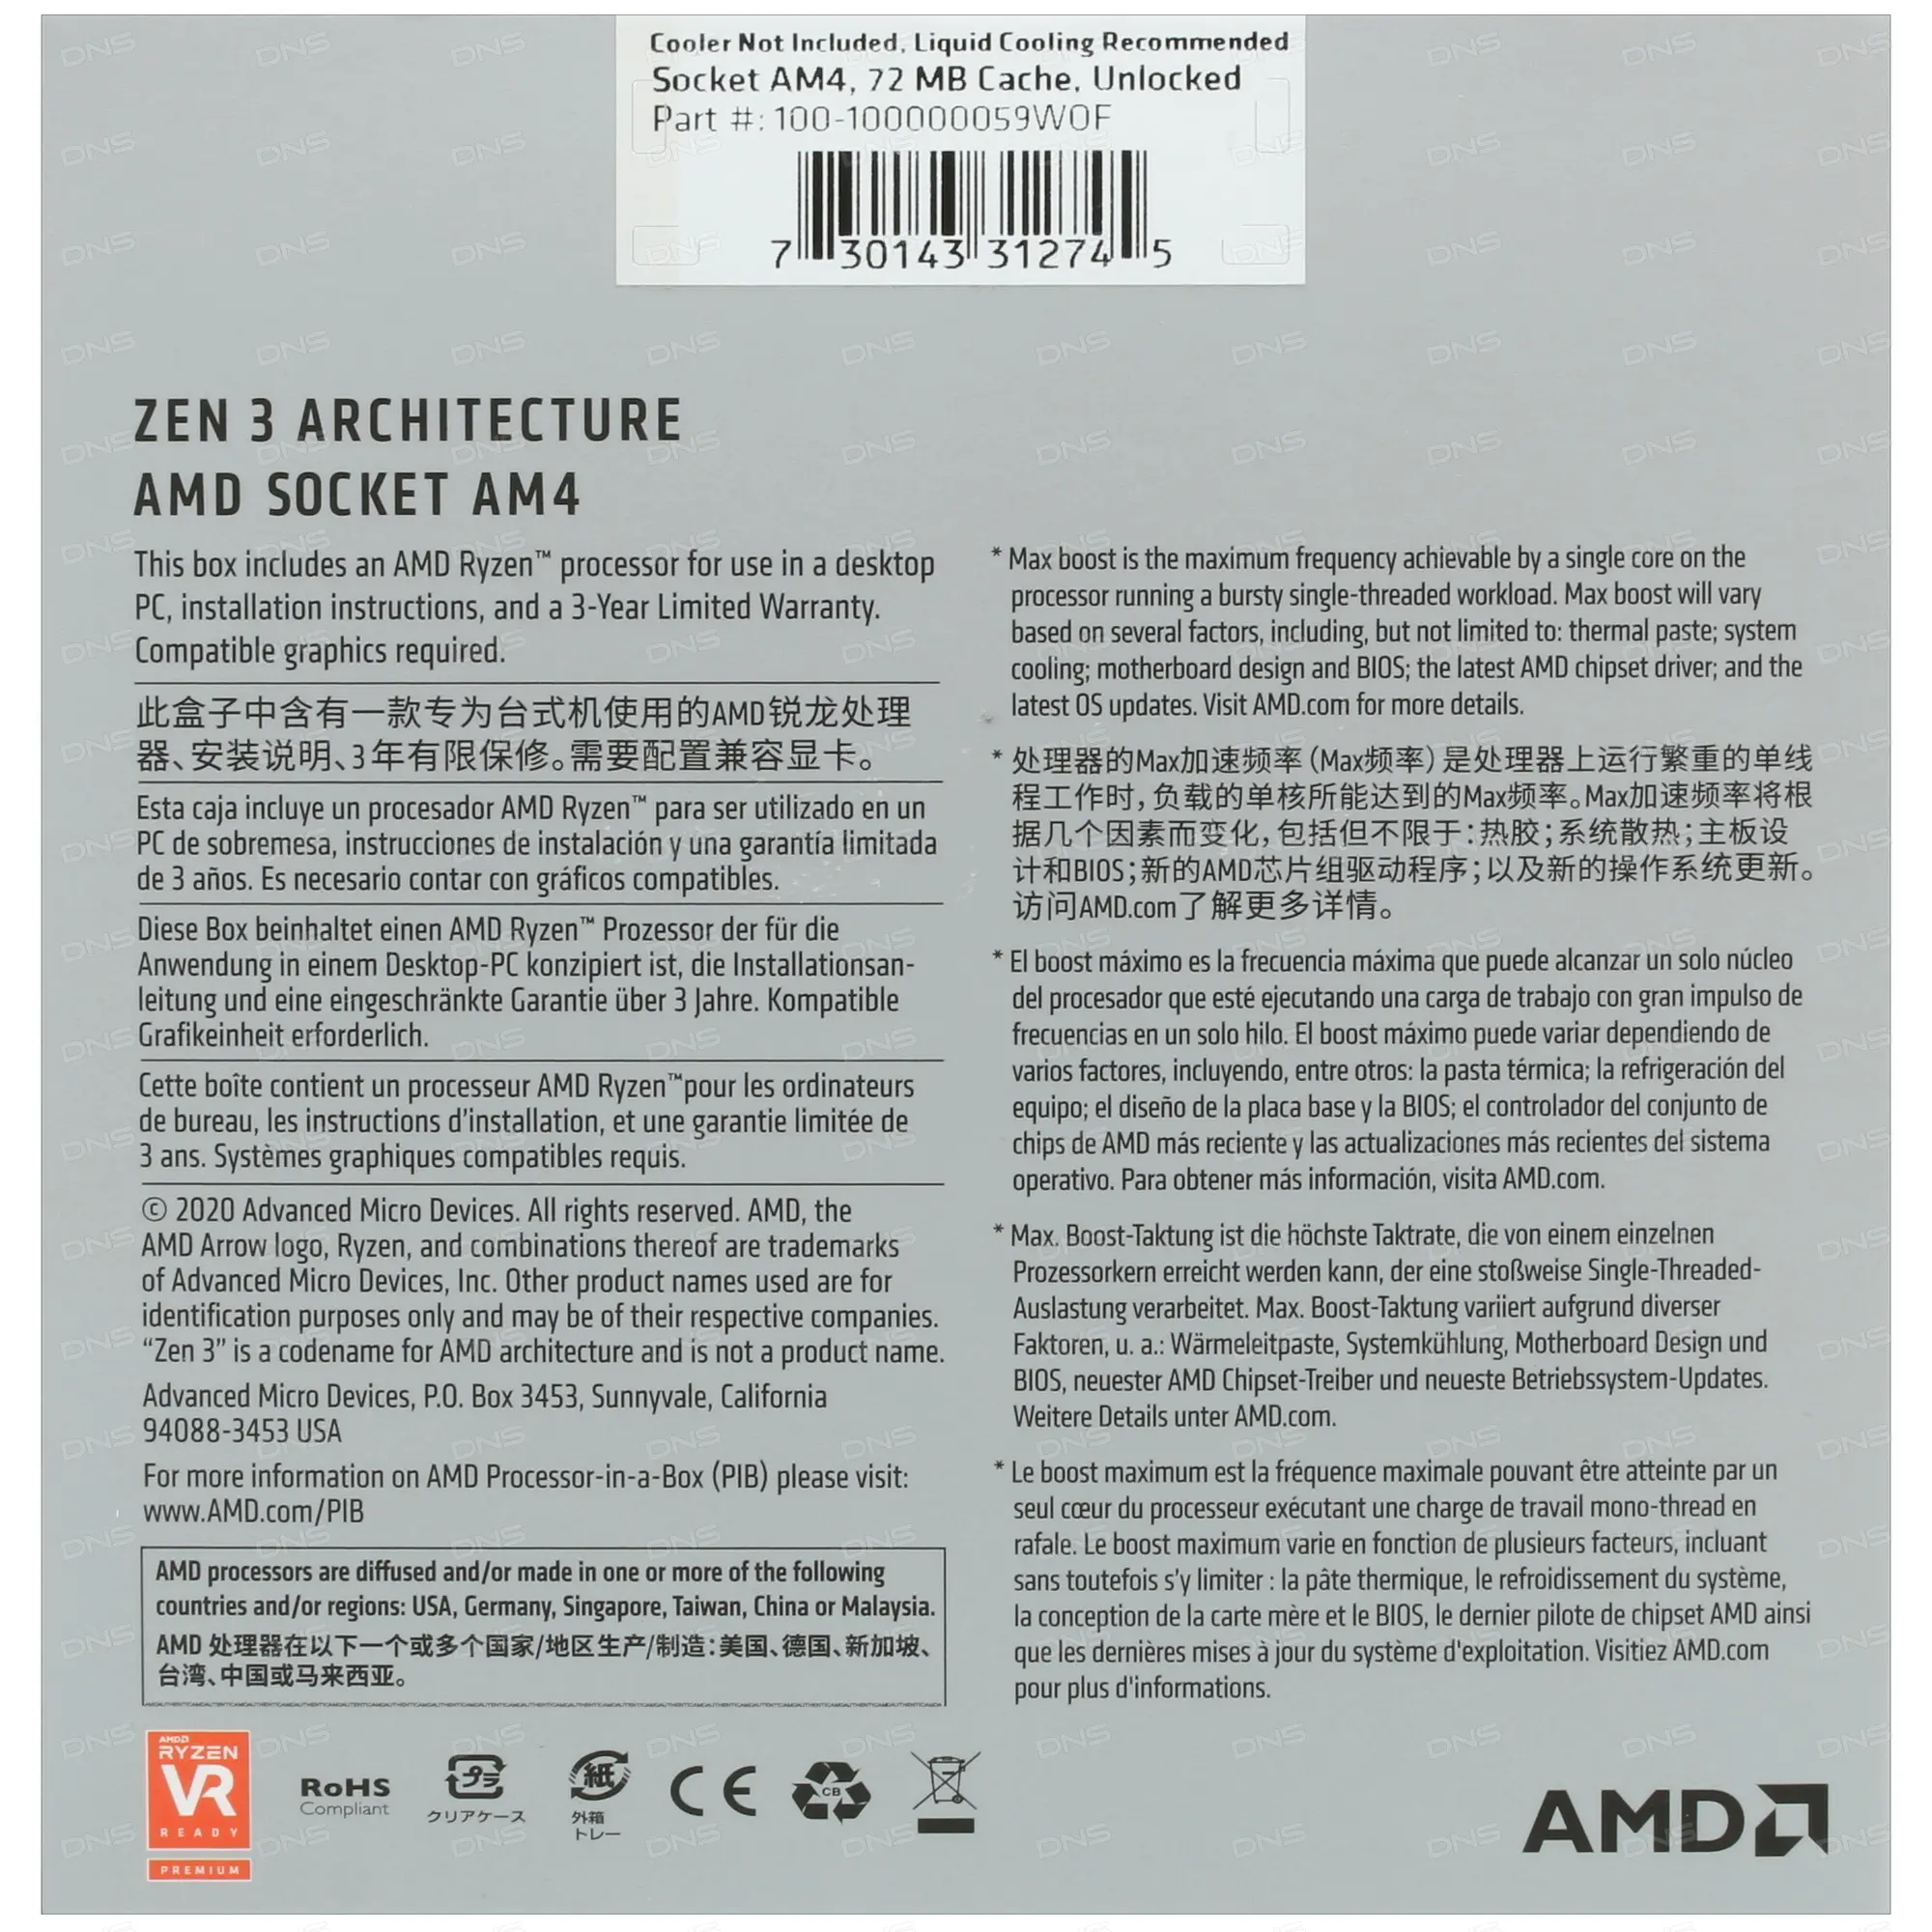 Cooler Not Included, Liquid Cooling Recommended
Socket AM4, 72 MB Cache, Unlocked
Part #: 100-100000059WOF
7 30143 31274 5
ZEN 3 ARCHITECTURE
AMD SOCKET AM4
This box includes an AMD Ryzen™ processor for use in a desktop
PC, installation instructions, and a 3-Year Limited Warranty.
Compatible graphics required.
此盒子中含有一款专为台式机使用的AMD锐龙处理
器、安装说明、3年有限保修。需要配置兼容显卡。
Esta caja incluye un procesador AMD Ryzen™ para ser utilizado en un
PC de sobremesa, instrucciones de instalación y una garantía limitada
de 3 años. Es necesario contar con gráficos compatibles.
Diese Box beinhaltet einen AMD Ryzen™ Prozessor der für die
Anwendung in einem Desktop-PC konzipiert ist, die Installationsan-
leitung und eine eingeschränkte Garantie über 3 Jahre. Kompatible
Grafikeinheit erforderlich.
Cette boîte contient un processeur AMD Ryzen™pour les ordinateurs
de bureau, les instructions d'installation, et une garantie limitée de
3 ans. Systèmes graphiques compatibles requis.
© 2020 Advanced Micro Devices. All rights reserved. AMD, the
AMD Arrow logo, Ryzen, and combinations thereof are trademarks
of Advanced Micro Devices, Inc. Other product names used are for
identification purposes only and may be of their respective companies.
“Zen 3” is a codename for AMD architecture and is not a product name.
Advanced Micro Devices, P.O. Box 3453, Sunnyvale, California
94088-3453 USA
For more information on AMD Processor-in-a-Box (PIB) please visit:
www.AMD.com/PIB
AMD processors are diffused and/or made in one or more of the following
countries and/or regions: USA, Germany, Singapore, Taiwan, China or Malaysia.
AMD 处理器在以下一个或多个国家/地区生产/制造：美国、德国、新加坡、
台湾、中国或马来西亚。
* Max boost is the maximum frequency achievable by a single core on the
processor running a bursty single-threaded workload. Max boost will vary
based on several factors, including, but not limited to: thermal paste; system
cooling; motherboard design and BIOS; the latest AMD chipset driver; and the
latest OS updates. Visit AMD.com for more details.
* 处理器的Max加速频率（Max频率）是处理器上运行繁重的单线
程工作时，负载的单核所能达到的Max频率。Max加速频率将根
据几个因素而变化，包括但不限于：热胶；系统散热；主板设
计和BIOS；新的AMD芯片组驱动程序；以及新的操作系统更新。
访问AMD.com了解更多详情。
* El boost máximo es la frecuencia máxima que puede alcanzar un solo núcleo
del procesador que esté ejecutando una carga de trabajo con gran impulso de
frecuencias en un solo hilo. El boost máximo puede variar dependiendo de
varios factores, incluyendo, entre otros: la pasta térmica; la refrigeración del
equipo; el diseño de la placa base y la BIOS; el controlador del conjunto de
chips de AMD más reciente y las actualizaciones más recientes del sistema
operativo. Para obtener más información, visita AMD.com.
* Max. Boost-Taktung ist die höchste Taktrate, die von einem einzelnen
Prozessorkern erreicht werden kann, der eine stoßweise Single-Threaded-
Auslastung verarbeitet. Max. Boost-Taktung variiert aufgrund diverser
Faktoren, u. a.: Wärmeleitpaste, Systemkühlung, Motherboard Design und
BIOS, neuester AMD Chipset-Treiber und neueste Betriebssystem-Updates.
Weitere Details unter AMD.com.
* Le boost maximum est la fréquence maximale pouvant être atteinte par un
seul cœur du processeur exécutant une charge de travail mono-thread en
rafale. Le boost maximum varie en fonction de plusieurs facteurs, incluant
sans toutefois s'y limiter : la pâte thermique, le refroidissement du système,
la conception de la carte mère et le BIOS, le dernier pilote de chipset AMD ainsi
que les dernières mises à jour du système d'exploitation. Visitiez AMD.com
pour plus d'informations.
AMD
RYZEN
VR
READY
PREMIUM
RoHS
Compliant
プラ
クリアケース
紙
外箱
トレー
CE
CB
AMD
DNS